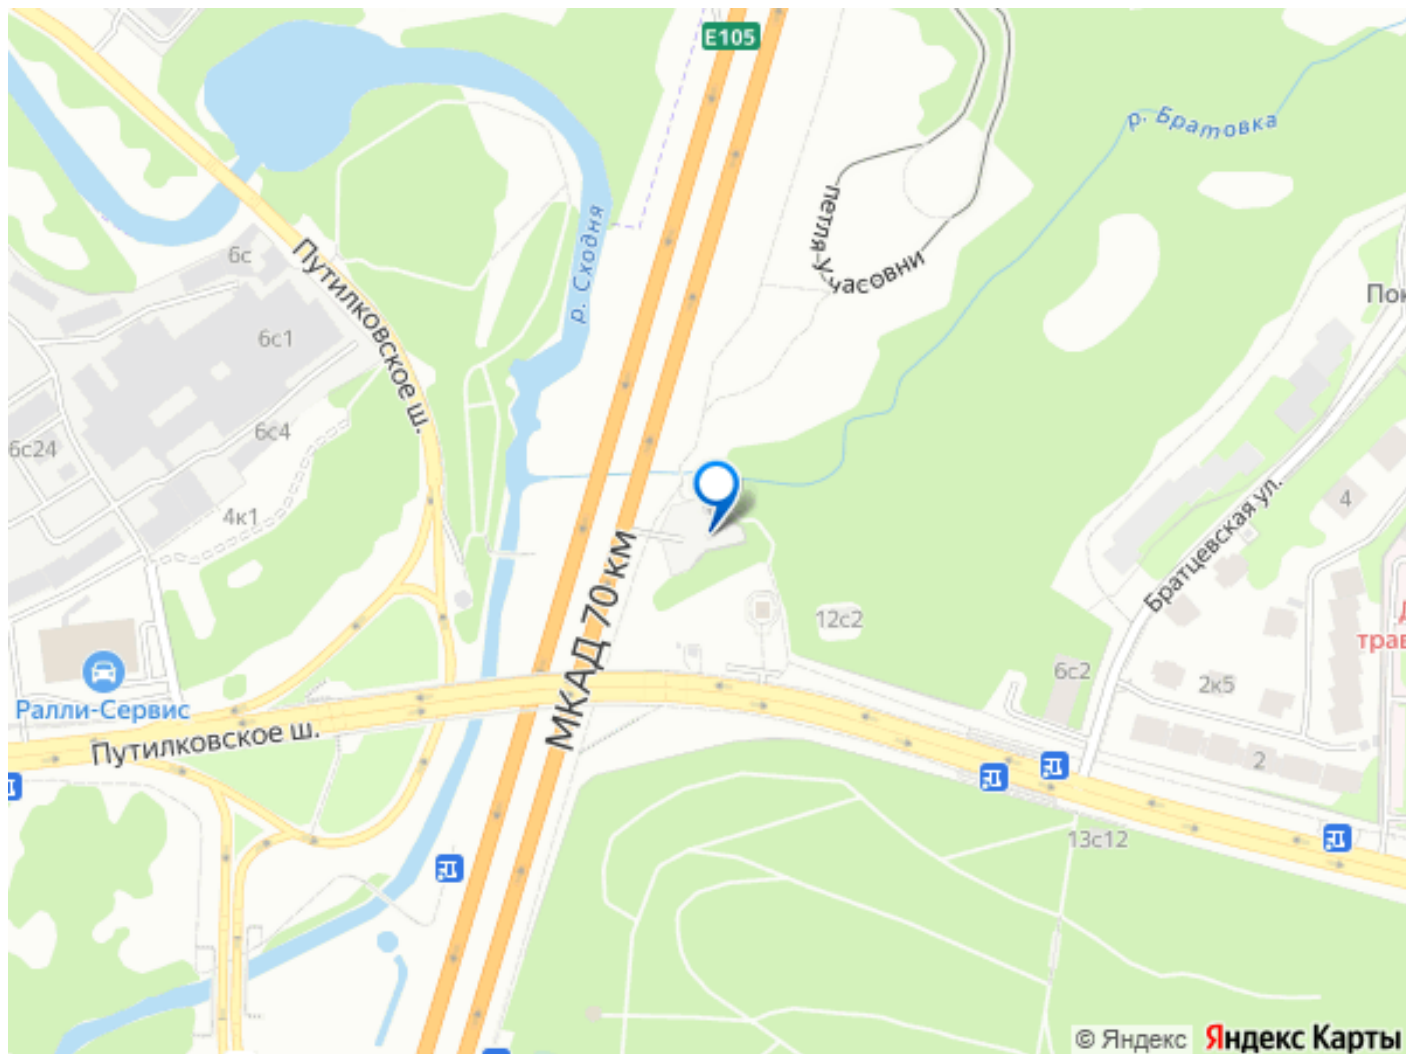 E105
р. Братовка
6с
Путилковское ш.
р. Сходня
петля у часовни
Пок
6с1
6с4
6с24
4к1
4
Братцевская ул.
МКАД 70 км
12с2
6с2
2к5
Д
трав
Ралли-Сервис
Путилковское ш.
2
13с12
© Яндекс Яндекс Карты